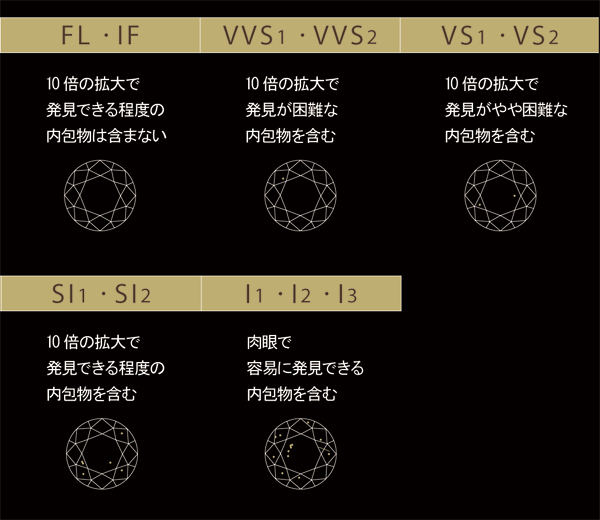 FL・IF
VVS1・VVS2
VS1・VS2
10倍の拡大で
発見できる程度の
内包物は含まない
10倍の拡大で
発見が困難な
内包物を含む
10倍の拡大で
発見がやや困難な
内包物を含む
SI1・SI2
I1・I2・I3
10倍の拡大で
発見できる程度の
内包物を含む
肉眼で
容易に発見できる
内包物を含む